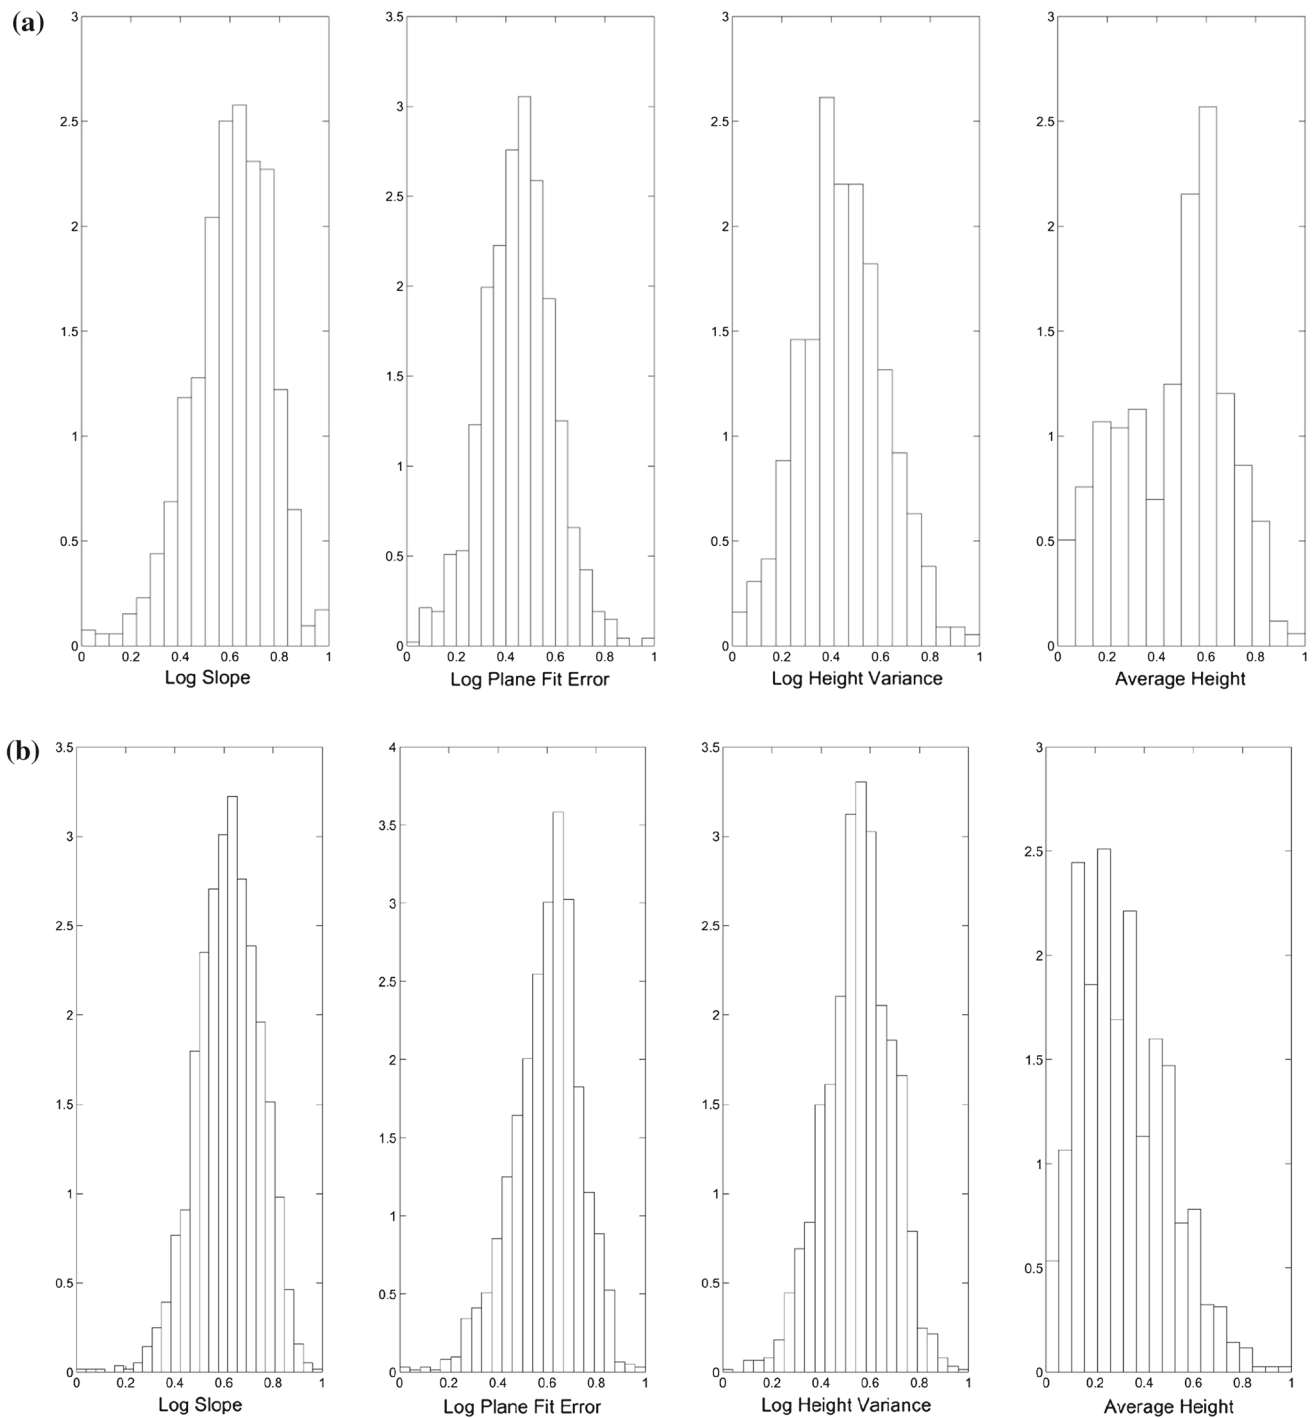 (a)
3 3.5 3 3
2.5 3 2.5 2.5
2 2.5 2 2
1.5 2 1.5 1.5
1 1.5 1 1
0.5 1 0.5 0.5
0 0.5 0 0
0
0 0.2 0.4 0.6 0.8 1 0 0.2 0.4 0.6 0.8 1 0 0.2 0.4 0.6 0.8 1 0 0.2 0.4 0.6 0.8 1
Log Slope Log Plane Fit Error Log Height Variance Average Height
(b)
3.5 4 3.5 3
3 3.5 3 2.5
2.5 3 2.5 2
2 2.5 2 1.5
1.5 2 1.5 1
1 1.5 1 0.5
0.5 1 0.5 0
0 0.5 0
0
0 0.2 0.4 0.6 0.8 1 0 0.2 0.4 0.6 0.8 1 0 0.2 0.4 0.6 0.8 1 0 0.2 0.4 0.6 0.8 1
Log Slope Log Plane Fit Error Log Height Variance Average Height